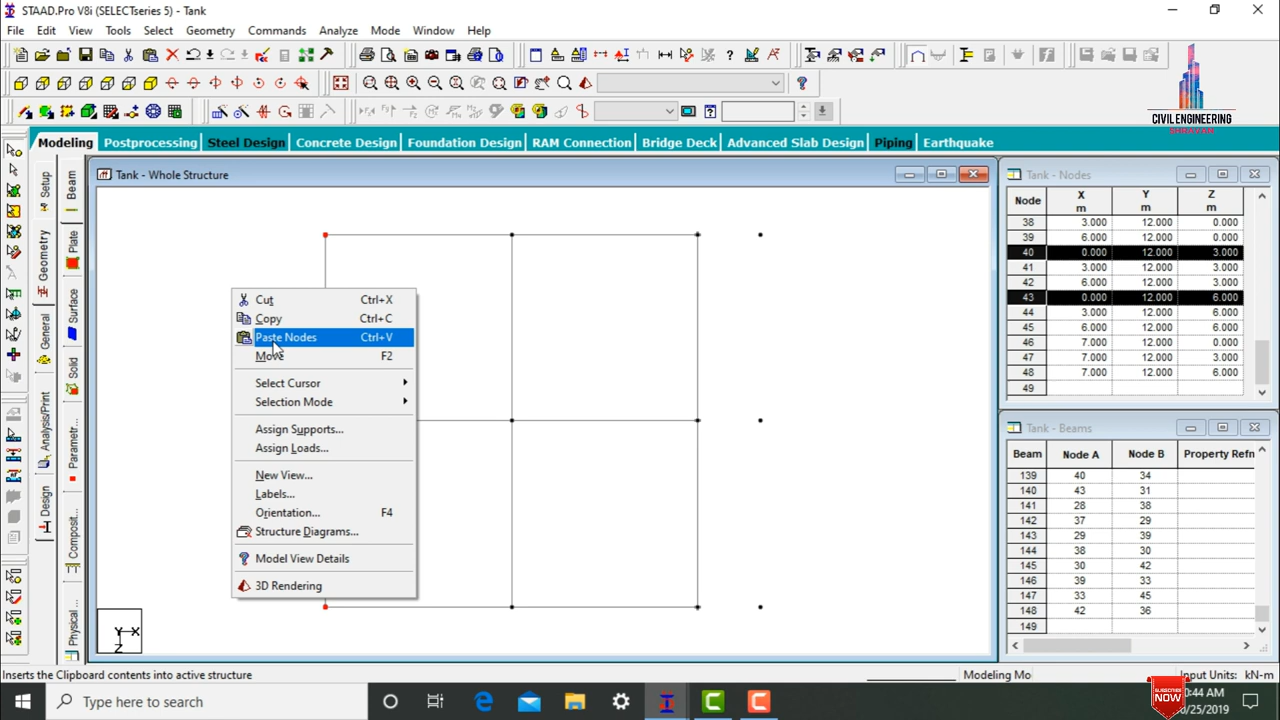 STAAD.Pro V8i (SELECTseries 5) - Tank
File Edit View Tools Select Geometry Commands Analyze Mode Window Help
CIVIL ENGINEERING
Modeling Postprocessing Steel Design Concrete Design Foundation Design RAM Connection Bridge Deck Advanced Slab Design Piping Earthquake
Setup
Geometry
General
Analysis/Print
Design
Beam
Plate
Surface
Solid
Parametr...
Composit...
Physical ...
Tank - Whole Structure
Cut Ctrl+X
Copy Ctrl+C
Paste Nodes Ctrl+V
Move F2
Select Cursor
Selection Mode
Assign Supports...
Assign Loads...
New View...
Labels...
Orientation... F4
Structure Diagrams...
Model View Details
3D Rendering
Y X
Z
Tank - Nodes
Node X m Y m Z m
38 3.000 12.000 0.000
39 6.000 12.000 0.000
40 0.000 12.000 3.000
41 3.000 12.000 3.000
42 6.000 12.000 3.000
43 0.000 12.000 6.000
44 3.000 12.000 6.000
45 6.000 12.000 6.000
46 7.000 12.000 0.000
47 7.000 12.000 3.000
48 7.000 12.000 6.000
49
Tank - Beams
Beam Node A Node B Property Refn
139 40 34
140 43 31
141 28 38
142 37 29
143 29 39
144 38 30
145 30 42
146 39 33
147 33 45
148 42 36
149
Inserts the Clipboard contents into active structure
Modeling Mo
Input Units: kN-m
Type here to search
SUBSCRIBE
NOW
:44 AM
/25/2019